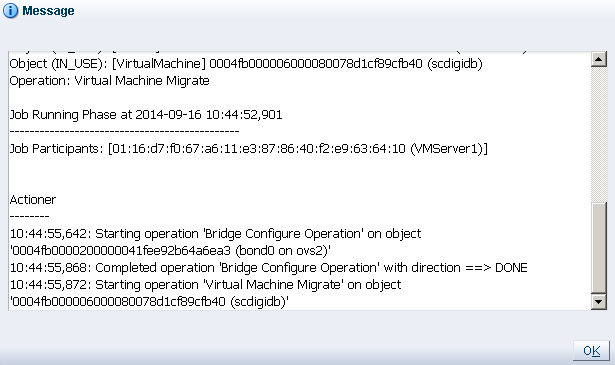 Message
Object (IN_USE): [VirtualMachine] 0004fb000006000080078d1cf89cfb40 (scdigidb)
Operation: Virtual Machine Migrate
Job Running Phase at 2014-09-16 10:44:52,901
----------------------------------------------
Job Participants: [01:16:d7:f0:67:a6:11:e3:87:86:40:f2:e9:63:64:10 (VMServer1)]
Actioner
--------
10:44:55,642: Starting operation 'Bridge Configure Operation' on object
'0004fb0000200000041fee92b64a6ea3 (bond0 on ovs2)'
10:44:55,868: Completed operation 'Bridge Configure Operation' with direction ==> DONE
10:44:55,872: Starting operation 'Virtual Machine Migrate' on object
'0004fb000006000080078d1cf89cfb40 (scdigidb)'
OK